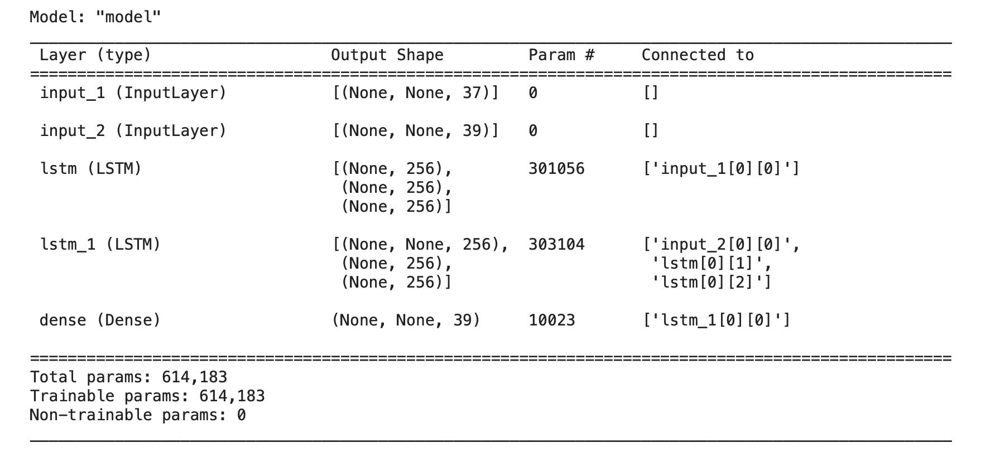 Model: "model"
Layer (type) Output Shape Param # Connected to
input_1 (InputLayer) [(None, None, 37)] 0 []
input_2 (InputLayer) [(None, None, 39)] 0 []
lstm (LSTM) [(None, 256), 301056 ['input_1[0][0]']
(None, 256),
(None, 256)]
lstm_1 (LSTM) [(None, None, 256), 303104 ['input_2[0][0]',
(None, 256), 'lstm[0][1]',
(None, 256)] 'lstm[0][2]']
dense (Dense) (None, None, 39) 10023 ['lstm_1[0][0]']
Total params: 614,183
Trainable params: 614,183
Non-trainable params: 0